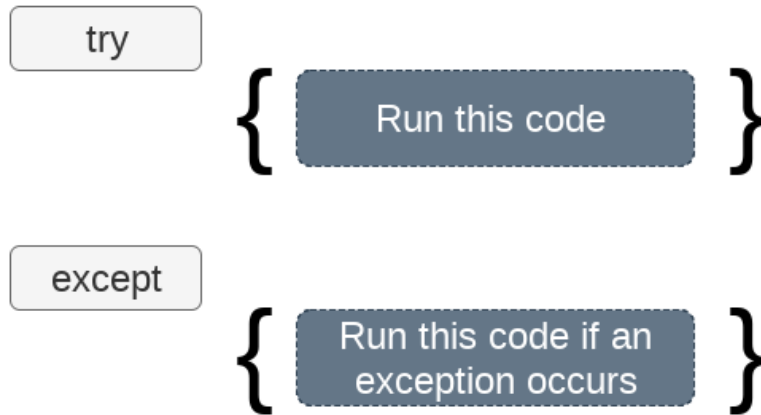 try
{ Run this code }
except
{ Run this code if an
exception occurs }